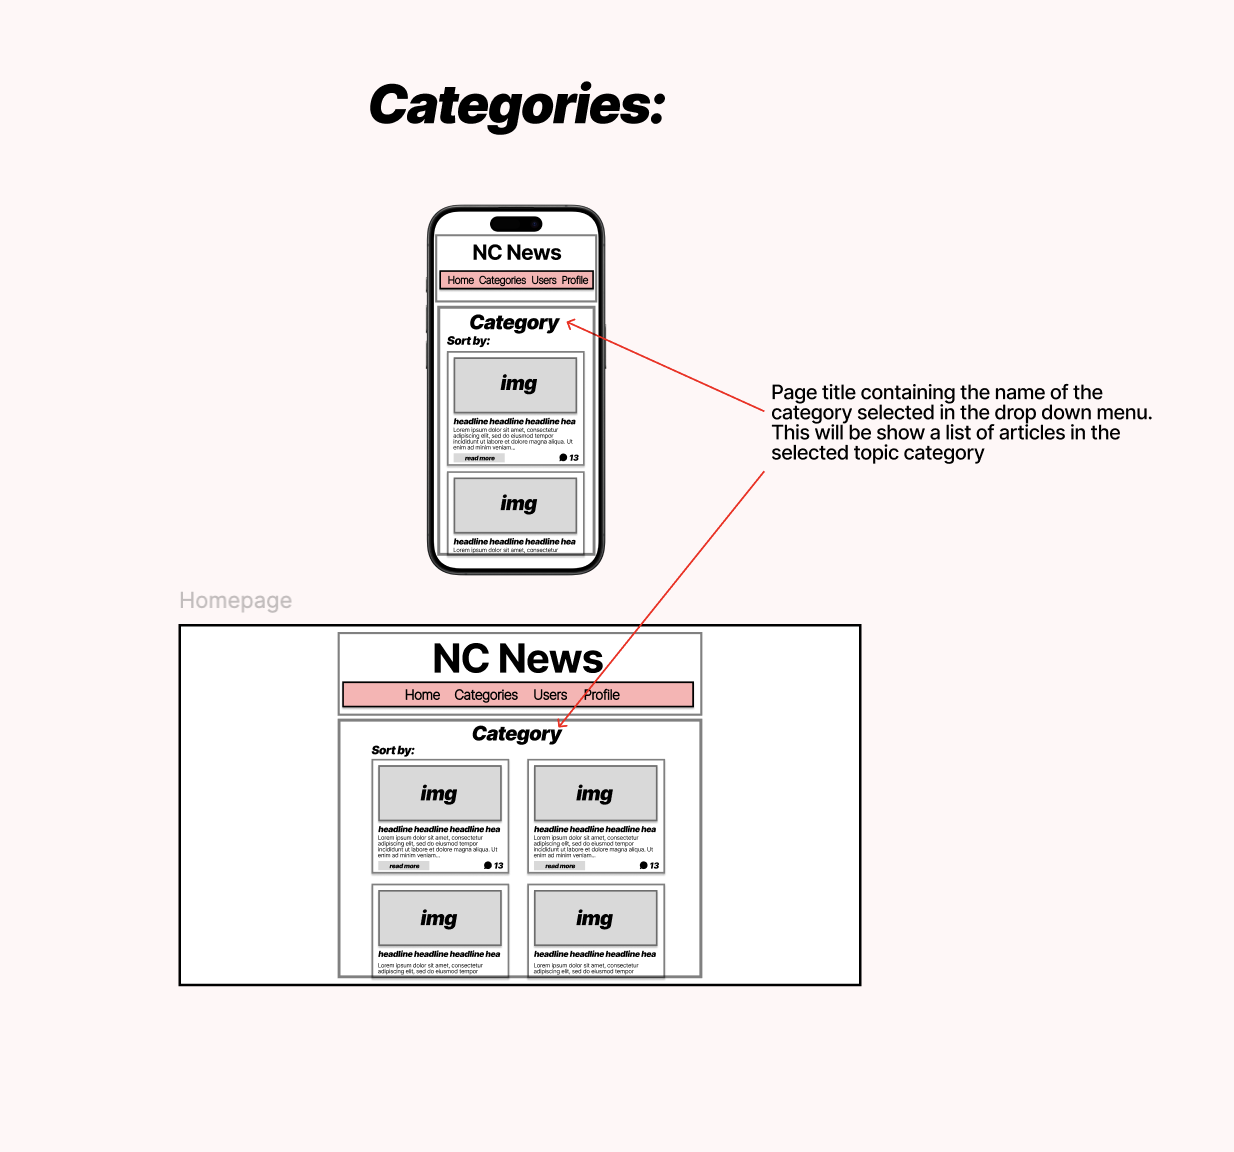 Categories:
NC News
Home Categories Users Profile
Category
Sort by:
img
headline headline headline hea
Lorem ipsum dolor sit amet, consectetur
adipiscing elit, sed do eiusmod tempor
incididunt ut labore et dolore magna aliqua. Ut
enim ad minim veniam...
read more 13
img
headline headline headline hea
Lorem ipsum dolor sit amet, consectetur
Page title containing the name of the
category selected in the drop down menu.
This will be show a list of articles in the
selected topic category
Homepage
NC News
Home Categories Users Profile
Category
Sort by:
img
headline headline headline hea
Lorem ipsum dolor sit amet, consectetur
adipiscing elit, sed do eiusmod tempor
incididunt ut labore et dolore magna aliqua. Ut
enim ad minim veniam...
read more 13
img
headline headline headline hea
Lorem ipsum dolor sit amet, consectetur
adipiscing elit, sed do eiusmod tempor
incididunt ut labore et dolore magna aliqua. Ut
enim ad minim veniam...
read more 13
img
headline headline headline hea
Lorem ipsum dolor sit amet, consectetur
adipiscing elit, sed do eiusmod tempor
img
headline headline headline hea
Lorem ipsum dolor sit amet, consectetur
adipiscing elit, sed do eiusmod tempor